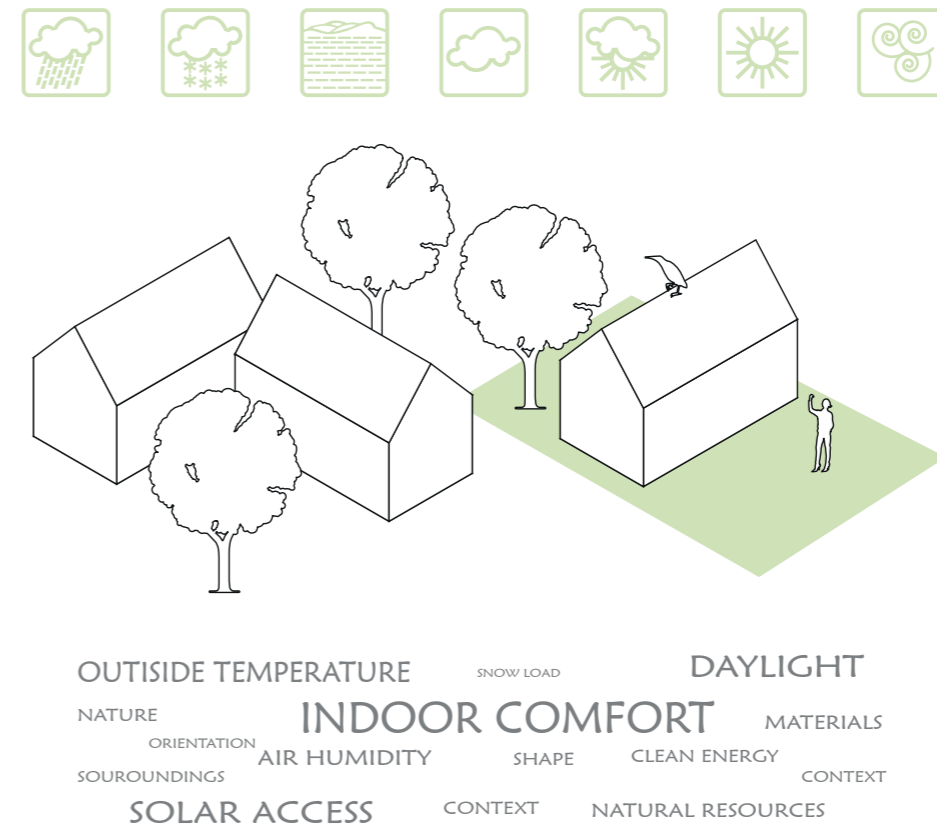 OUTISIDE TEMPERATURE SNOW LOAD DAYLIGHT
NATURE INDOOR COMFORT MATERIALS
ORIENTATION AIR HUMIDITY SHAPE CLEAN ENERGY
SOUROUNDINGS CONTEXT
SOLAR ACCESS CONTEXT NATURAL RESOURCES